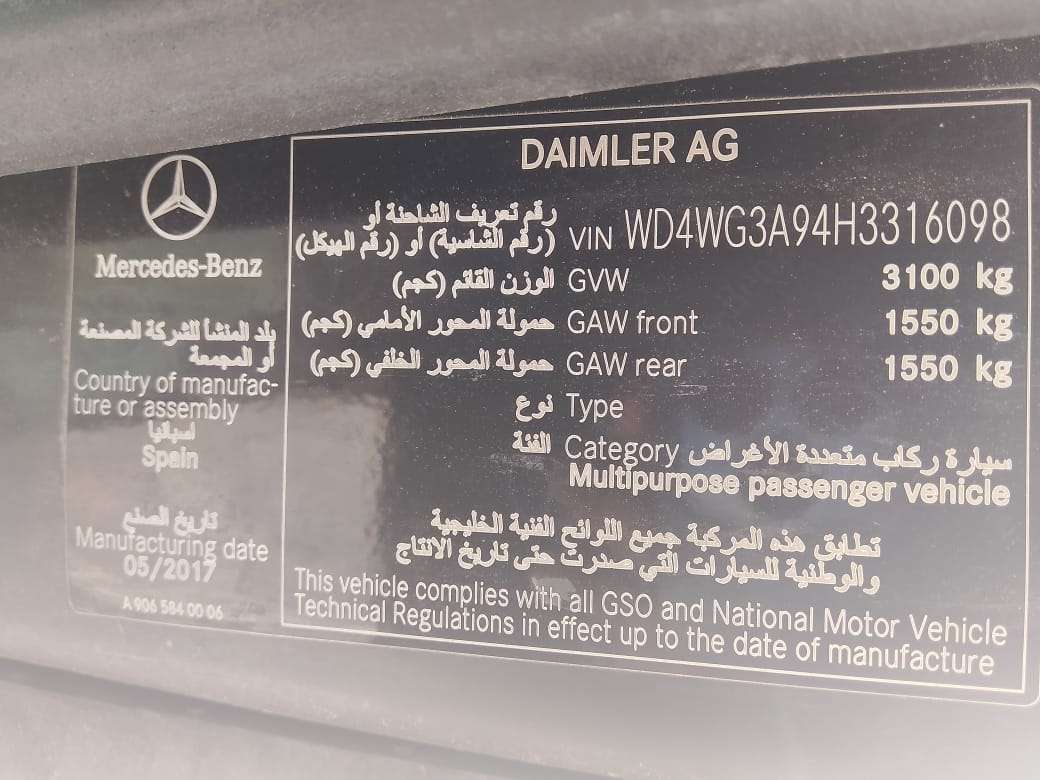 DAIMLER AG
Mercedes-Benz
بلد المنشأ للشركة المصنعة
أو المجمعة
Country of manufac-
ture or assembly
اسبانيا
Spain
تاريخ الصنع
Manufacturing date
05/2017
A 906 584 00 06
رقم تعريف الشاحنة أو
(رقم الشاسية) أو (رقم الهيكل) VIN WD4WG3A94H3316098
الوزن القائم (كجم) GVW 3100 kg
حمولة المحور الأمامي (كجم) GAW front 1550 kg
حمولة المحور الخلفي (كجم) GAW rear 1550 kg
نوع Type
الفئة Category سيارة ركاب متعددة الأغراض
Multipurpose passenger vehicle
تطابق هذه المركبة جميع اللوائح الفنية الخليجية
والوطنية للسيارات التي صدرت حتى تاريخ الانتاج
This vehicle complies with all GSO and National Motor Vehicle
Technical Regulations in effect up to the date of manufacture